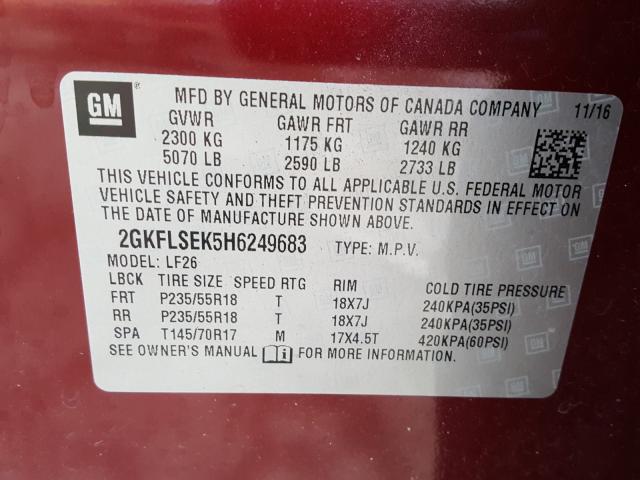 GM
MFD BY GENERAL MOTORS OF CANADA COMPANY 11/16
GVWR GAWR FRT GAWR RR
2300 KG 1175 KG 1240 KG
5070 LB 2590 LB 2733 LB
THIS VEHICLE CONFORMS TO ALL APPLICABLE U.S. FEDERAL MOTOR
VEHICLE SAFETY AND THEFT PREVENTION STANDARDS IN EFFECT ON
THE DATE OF MANUFACTURE SHOWN ABOVE.
2GKFLSEK5H6249683 TYPE: M.P.V.
MODEL: LF26
LBCK TIRE SIZE SPEED RTG RIM COLD TIRE PRESSURE
FRT P235/55R18 T 18X7J 240KPA(35PSI)
RR P235/55R18 T 18X7J 240KPA(35PSI)
SPA T145/70R17 M 17X4.5T 420KPA(60PSI)
SEE OWNER'S MANUAL FOR MORE INFORMATION.